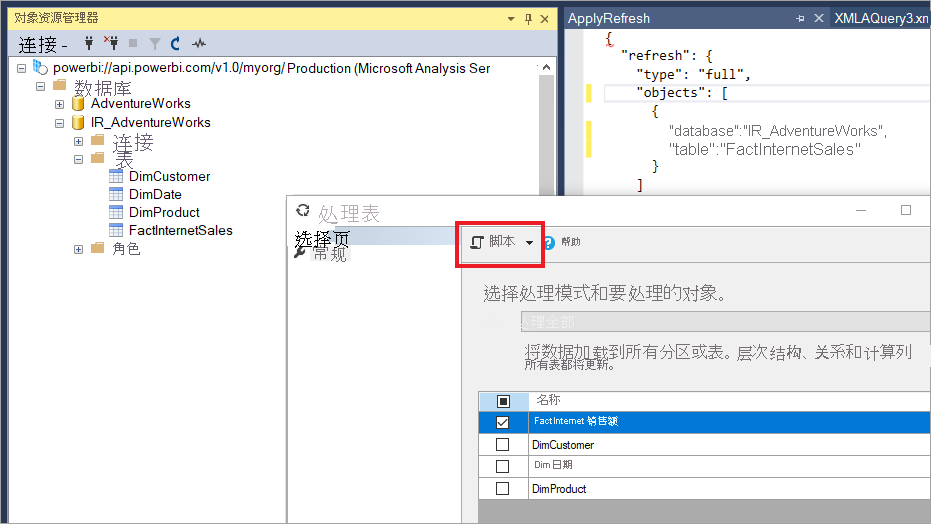 对象资源管理器
连接 -
powerbi://api.powerbi.com/v1.0/myorg/ Production (Microsoft Analysis Ser
数据库
AdventureWorks
IR_AdventureWorks
连接
表
DimCustomer
DimDate
DimProduct
FactInternetSales
角色
ApplyRefresh
XMLAQuery3.xn
{
"refresh": {
"type": "full",
"objects": [
{
"database":"IR_AdventureWorks",
"table":"FactInternetSales"
}
]
处理表
选择页
常规
脚本
帮助
选择处理模式和要处理的对象。
处理全部
将数据加载到所有分区或表。层次结构、关系和计算列
所有表都将更新。
名称
FactInternet 销售额
DimCustomer
Dim 日期
DimProduct